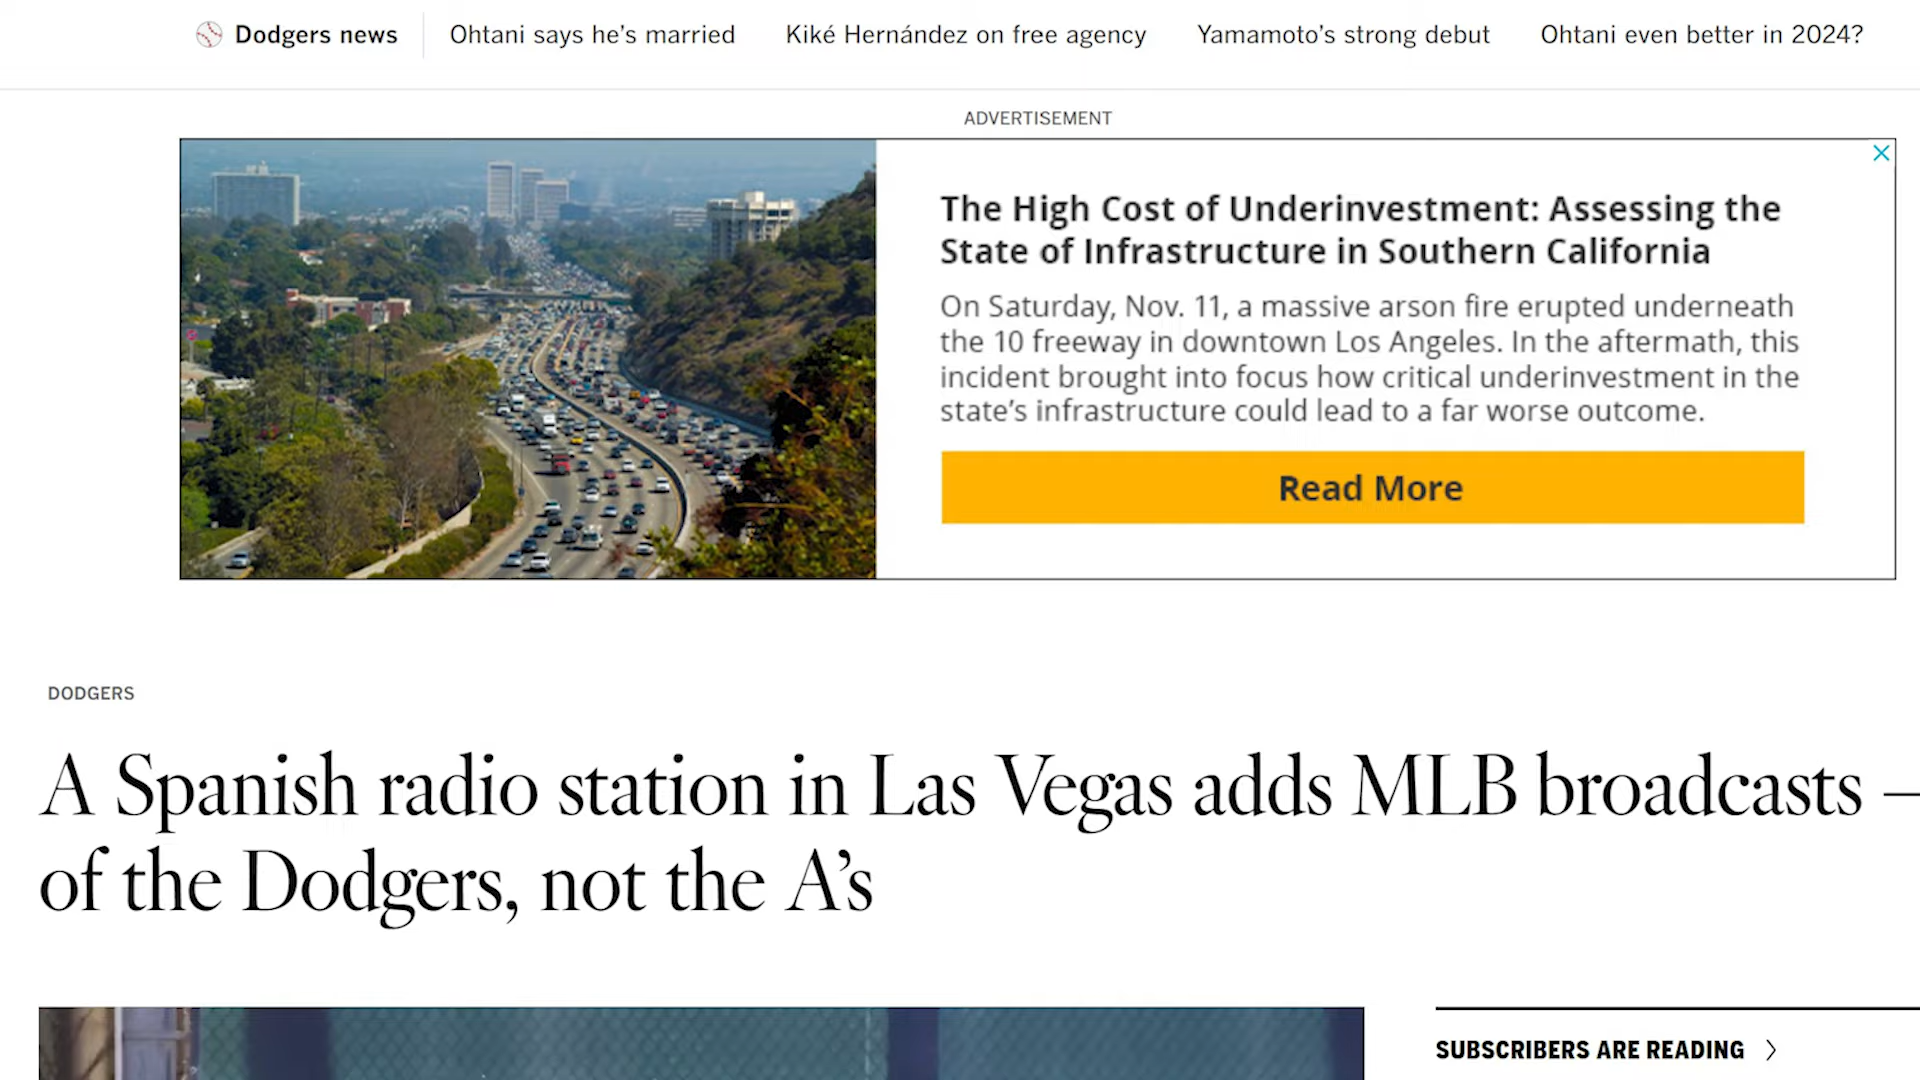 Dodgers news
Ohtani says he's married
Kiké Hernández on free agency
Yamamoto's strong debut
Ohtani even better in 2024?
ADVERTISEMENT
The High Cost of Underinvestment: Assessing the
State of Infrastructure in Southern California
On Saturday, Nov. 11, a massive arson fire erupted underneath
the 10 freeway in downtown Los Angeles. In the aftermath, this
incident brought into focus how critical underinvestment in the
state's infrastructure could lead to a far worse outcome.
Read More
DODGERS
A Spanish radio station in Las Vegas adds MLB broadcasts —
of the Dodgers, not the A's
SUBSCRIBERS ARE READING